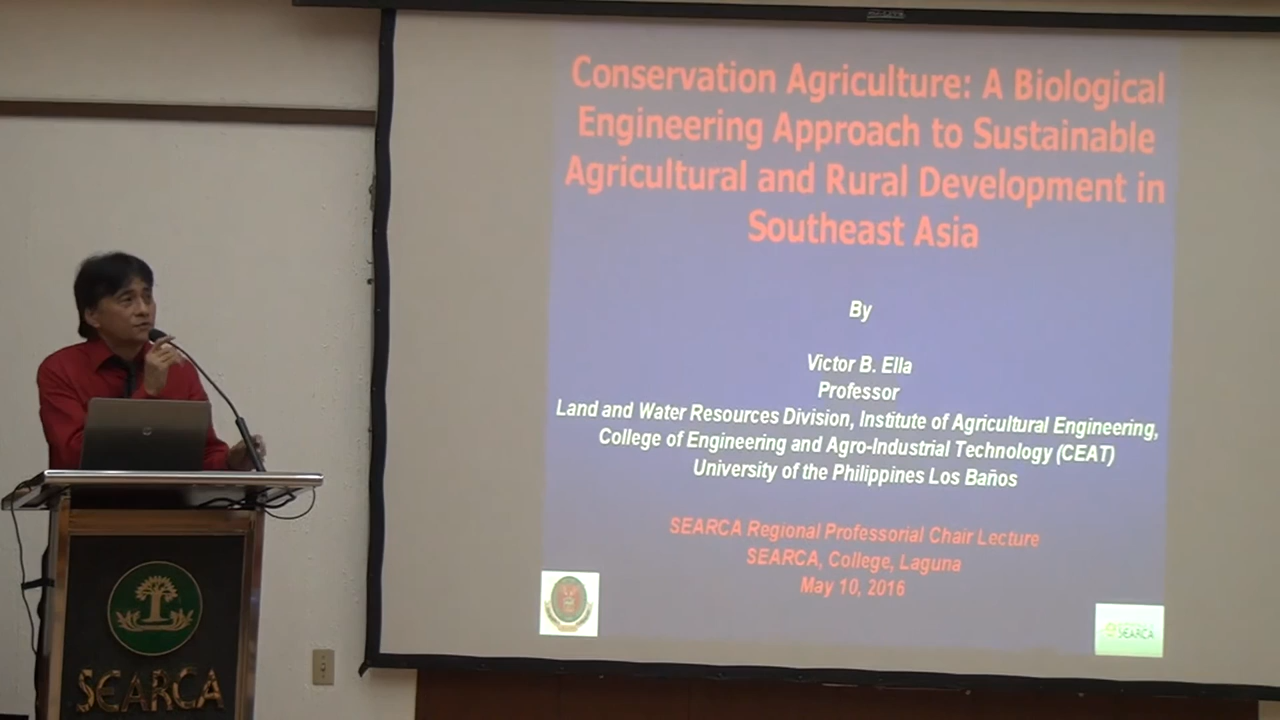 Conservation Agriculture: A Biological
Engineering Approach to Sustainable
Agricultural and Rural Development in
Southeast Asia
By
Victor B. Ella
Professor
Land and Water Resources Division, Institute of Agricultural Engineering,
College of Engineering and Agro-Industrial Technology (CEAT)
University of the Philippines Los Baños
SEARCA Regional Professorial Chair Lecture
SEARCA, College, Laguna
May 10, 2016
SEARCA
SEARCA